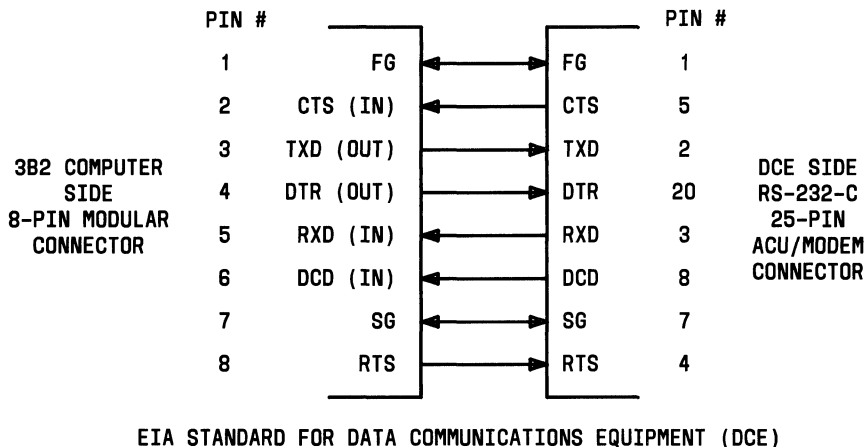 PIN # PIN #
1 FG FG 1
2 CTS (IN) CTS 5
3 TXD (OUT) TXD 2
4 DTR (OUT) DTR 20
5 RXD (IN) RXD 3
6 DCD (IN) DCD 8
7 SG SG 7
8 RTS RTS 4
3B2 COMPUTER
SIDE
8-PIN MODULAR
CONNECTOR
DCE SIDE
RS-232-C
25-PIN
ACU/MODEM
CONNECTOR
EIA STANDARD FOR DATA COMMUNICATIONS EQUIPMENT (DCE)